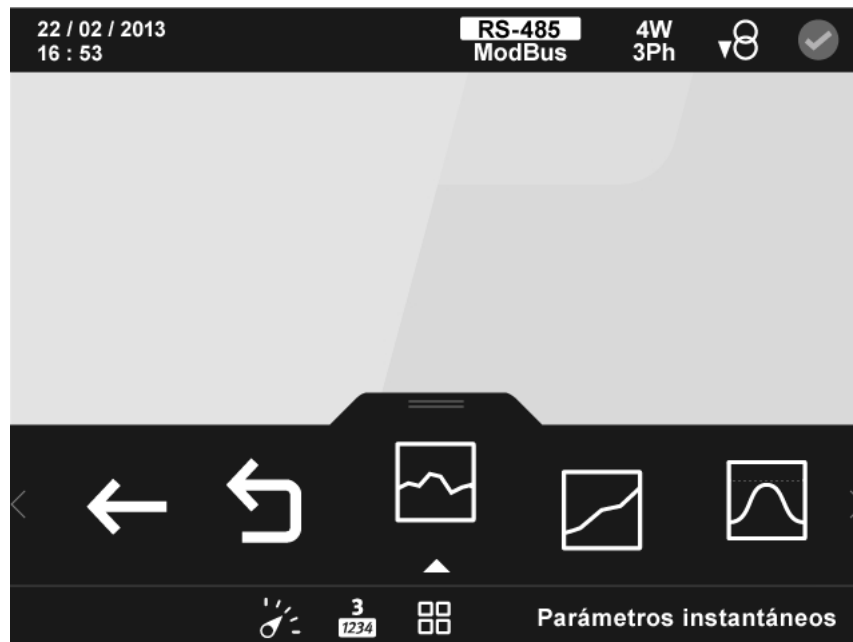 22 / 02 / 2013
16 : 53
RS-485
ModBus
4W
3Ph
3
1234
Parámetros instantáneos